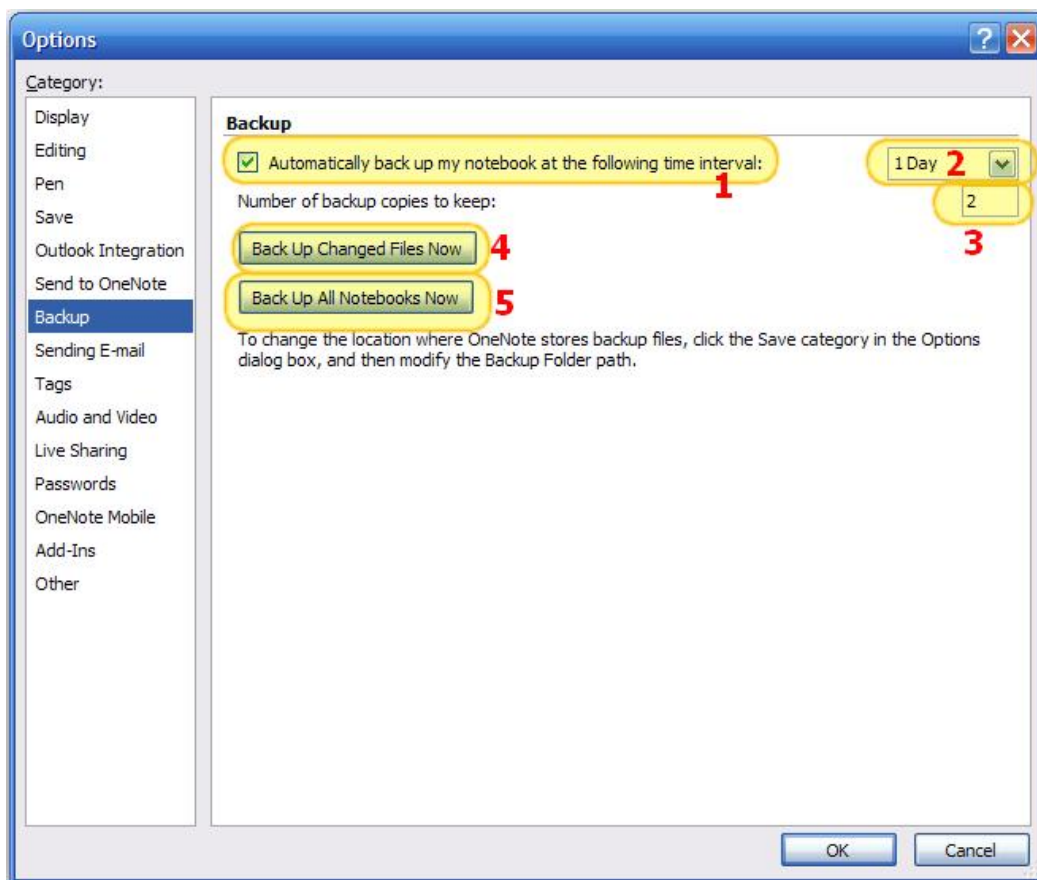 Options
Category:
Display
Editing
Pen
Save
Outlook Integration
Send to OneNote
Backup
Sending E-mail
Tags
Audio and Video
Live Sharing
Passwords
OneNote Mobile
Add-Ins
Other
Backup
Automatically back up my notebook at the following time interval:
1
1 Day
2
Number of backup copies to keep:
2
3
Back Up Changed Files Now
4
Back Up All Notebooks Now
5
To change the location where OneNote stores backup files, click the Save category in the Options
dialog box, and then modify the Backup Folder path.
OK
Cancel